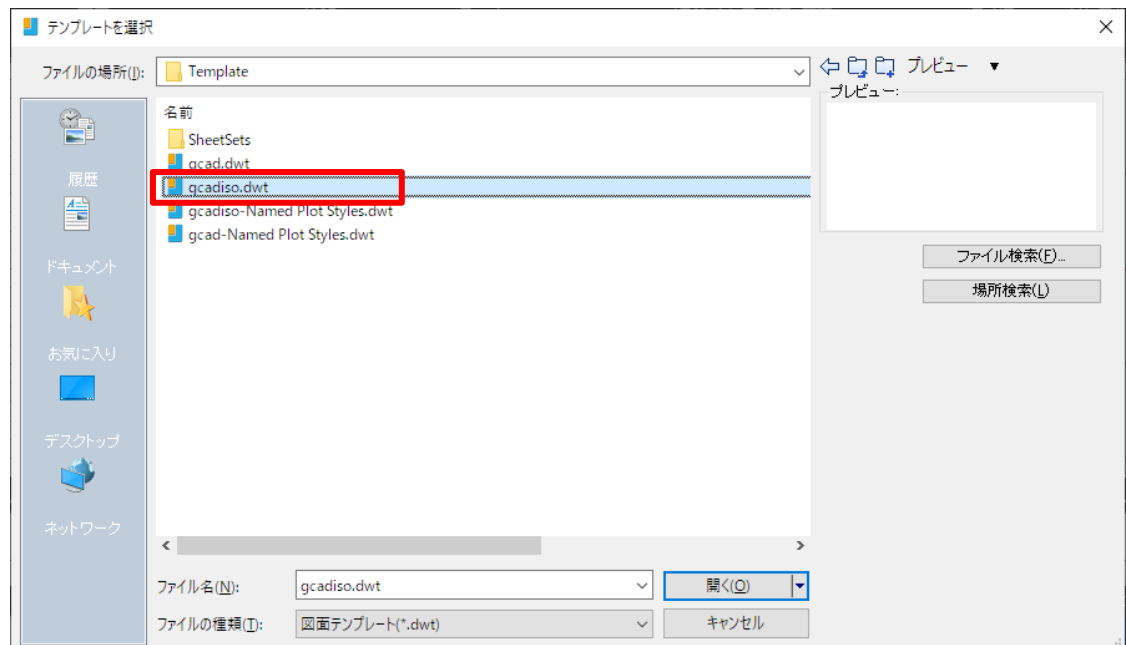 テンプレートを選択
ファイルの場所(I):
Template
プレビュー
プレビュー:
名前
SheetSets
gcad.dwt
gcadiso.dwt
gcadiso-Named Plot Styles.dwt
gcad-Named Plot Styles.dwt
履歴
ドキュメント
お気に入り
デスクトップ
ネットワーク
ファイル検索(F)...
場所検索(L)
ファイル名(N):
gcadiso.dwt
開く(O)
ファイルの種類(T):
図面テンプレート(*.dwt)
キャンセル